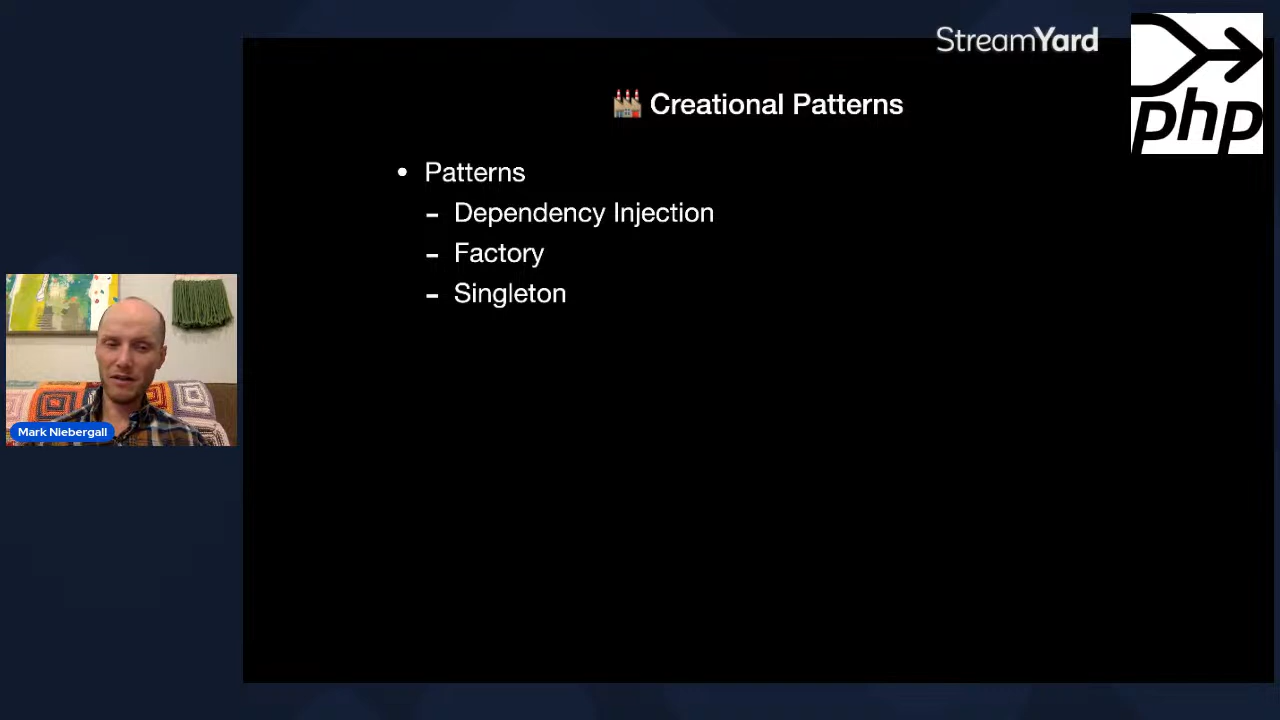 StreamYard
php
🏭 Creational Patterns
• Patterns
– Dependency Injection
– Factory
– Singleton
Mark Niebergall